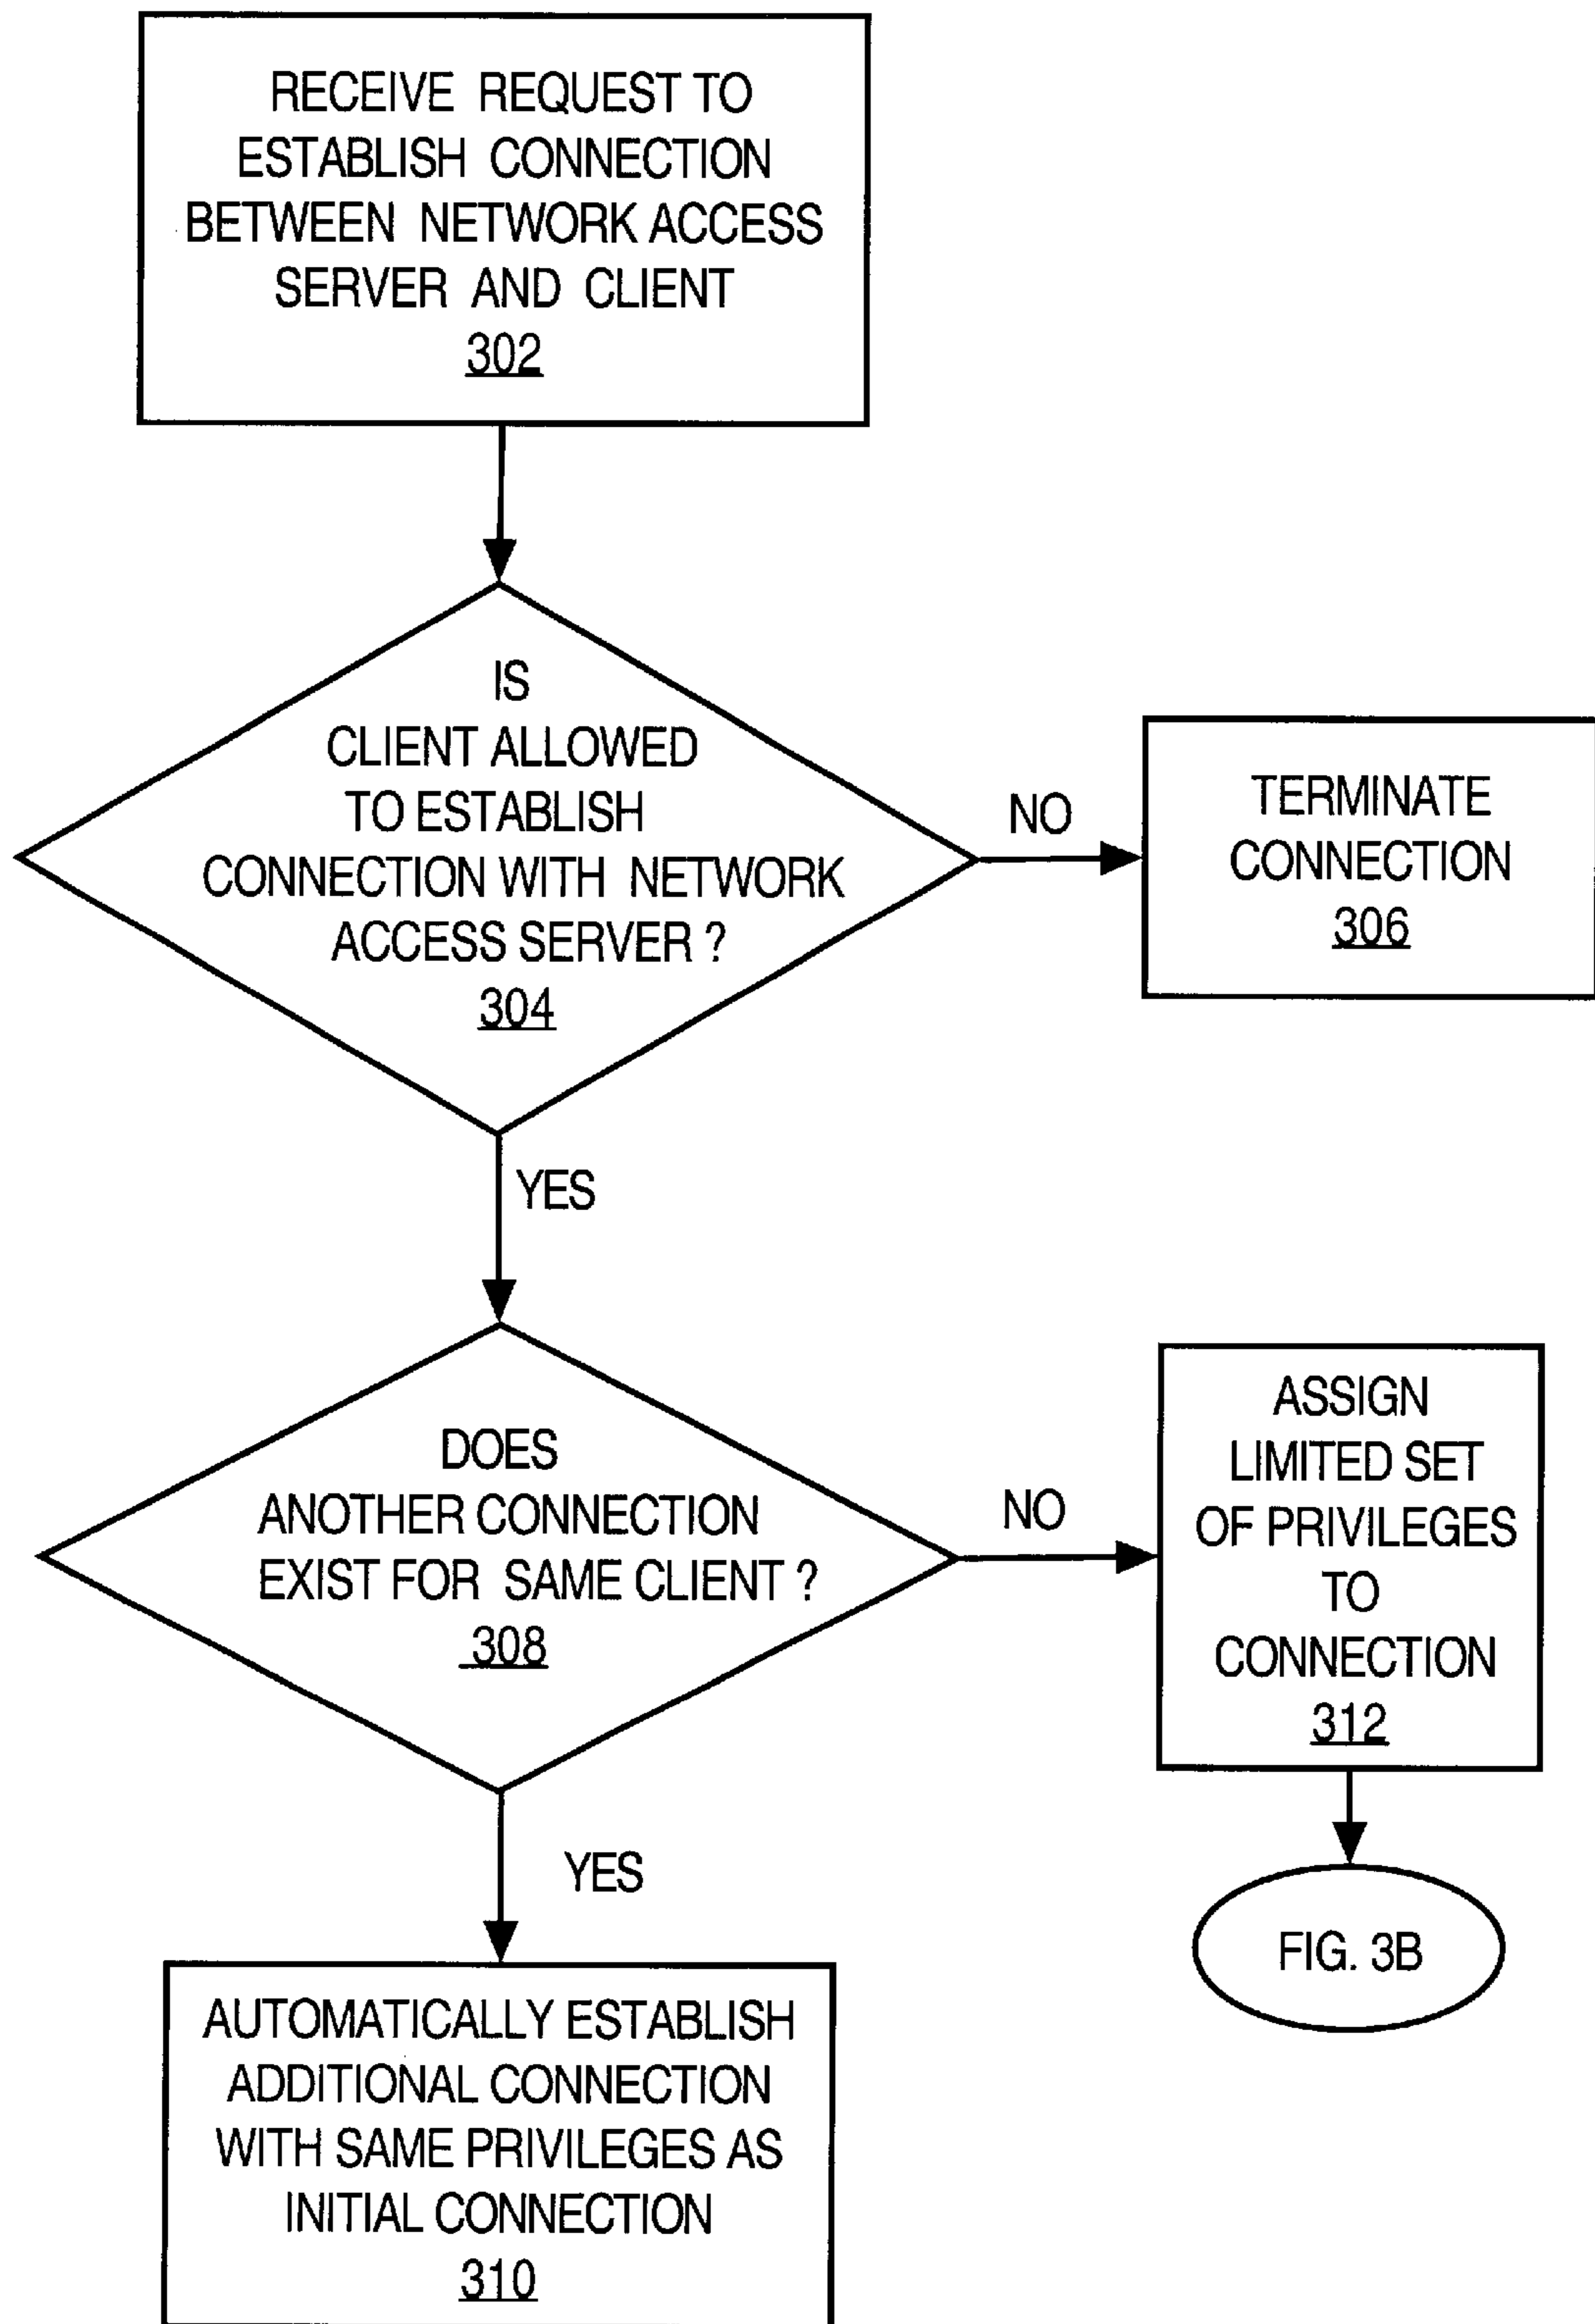 RECEIVE REQUEST TO
ESTABLISH CONNECTION
BETWEEN NETWORK ACCESS
SERVER AND CLIENT
302
IS
CLIENT ALLOWED
TO ESTABLISH
CONNECTION WITH NETWORK
ACCESS SERVER ?
304
NO
TERMINATE
CONNECTION
306
YES
DOES
ANOTHER CONNECTION
EXIST FOR SAME CLIENT ?
308
NO
ASSIGN
LIMITED SET
OF PRIVILEGES
TO
CONNECTION
312
FIG. 3B
YES
AUTOMATICALLY ESTABLISH
ADDITIONAL CONNECTION
WITH SAME PRIVILEGES AS
INITIAL CONNECTION
310